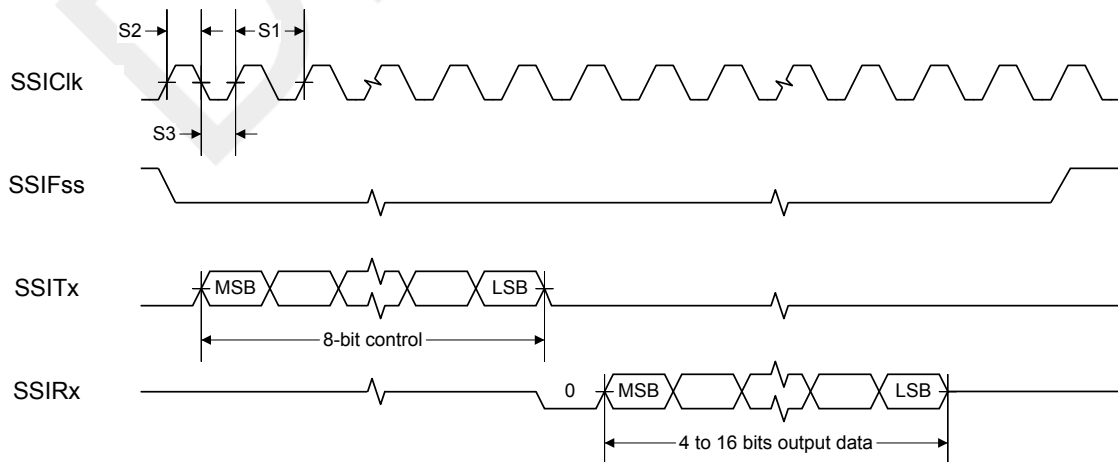 S2 S1
SSIClk
S3
SSIFss
SSITx MSB LSB
8-bit control
SSIRx 0 MSB LSB
4 to 16 bits output data